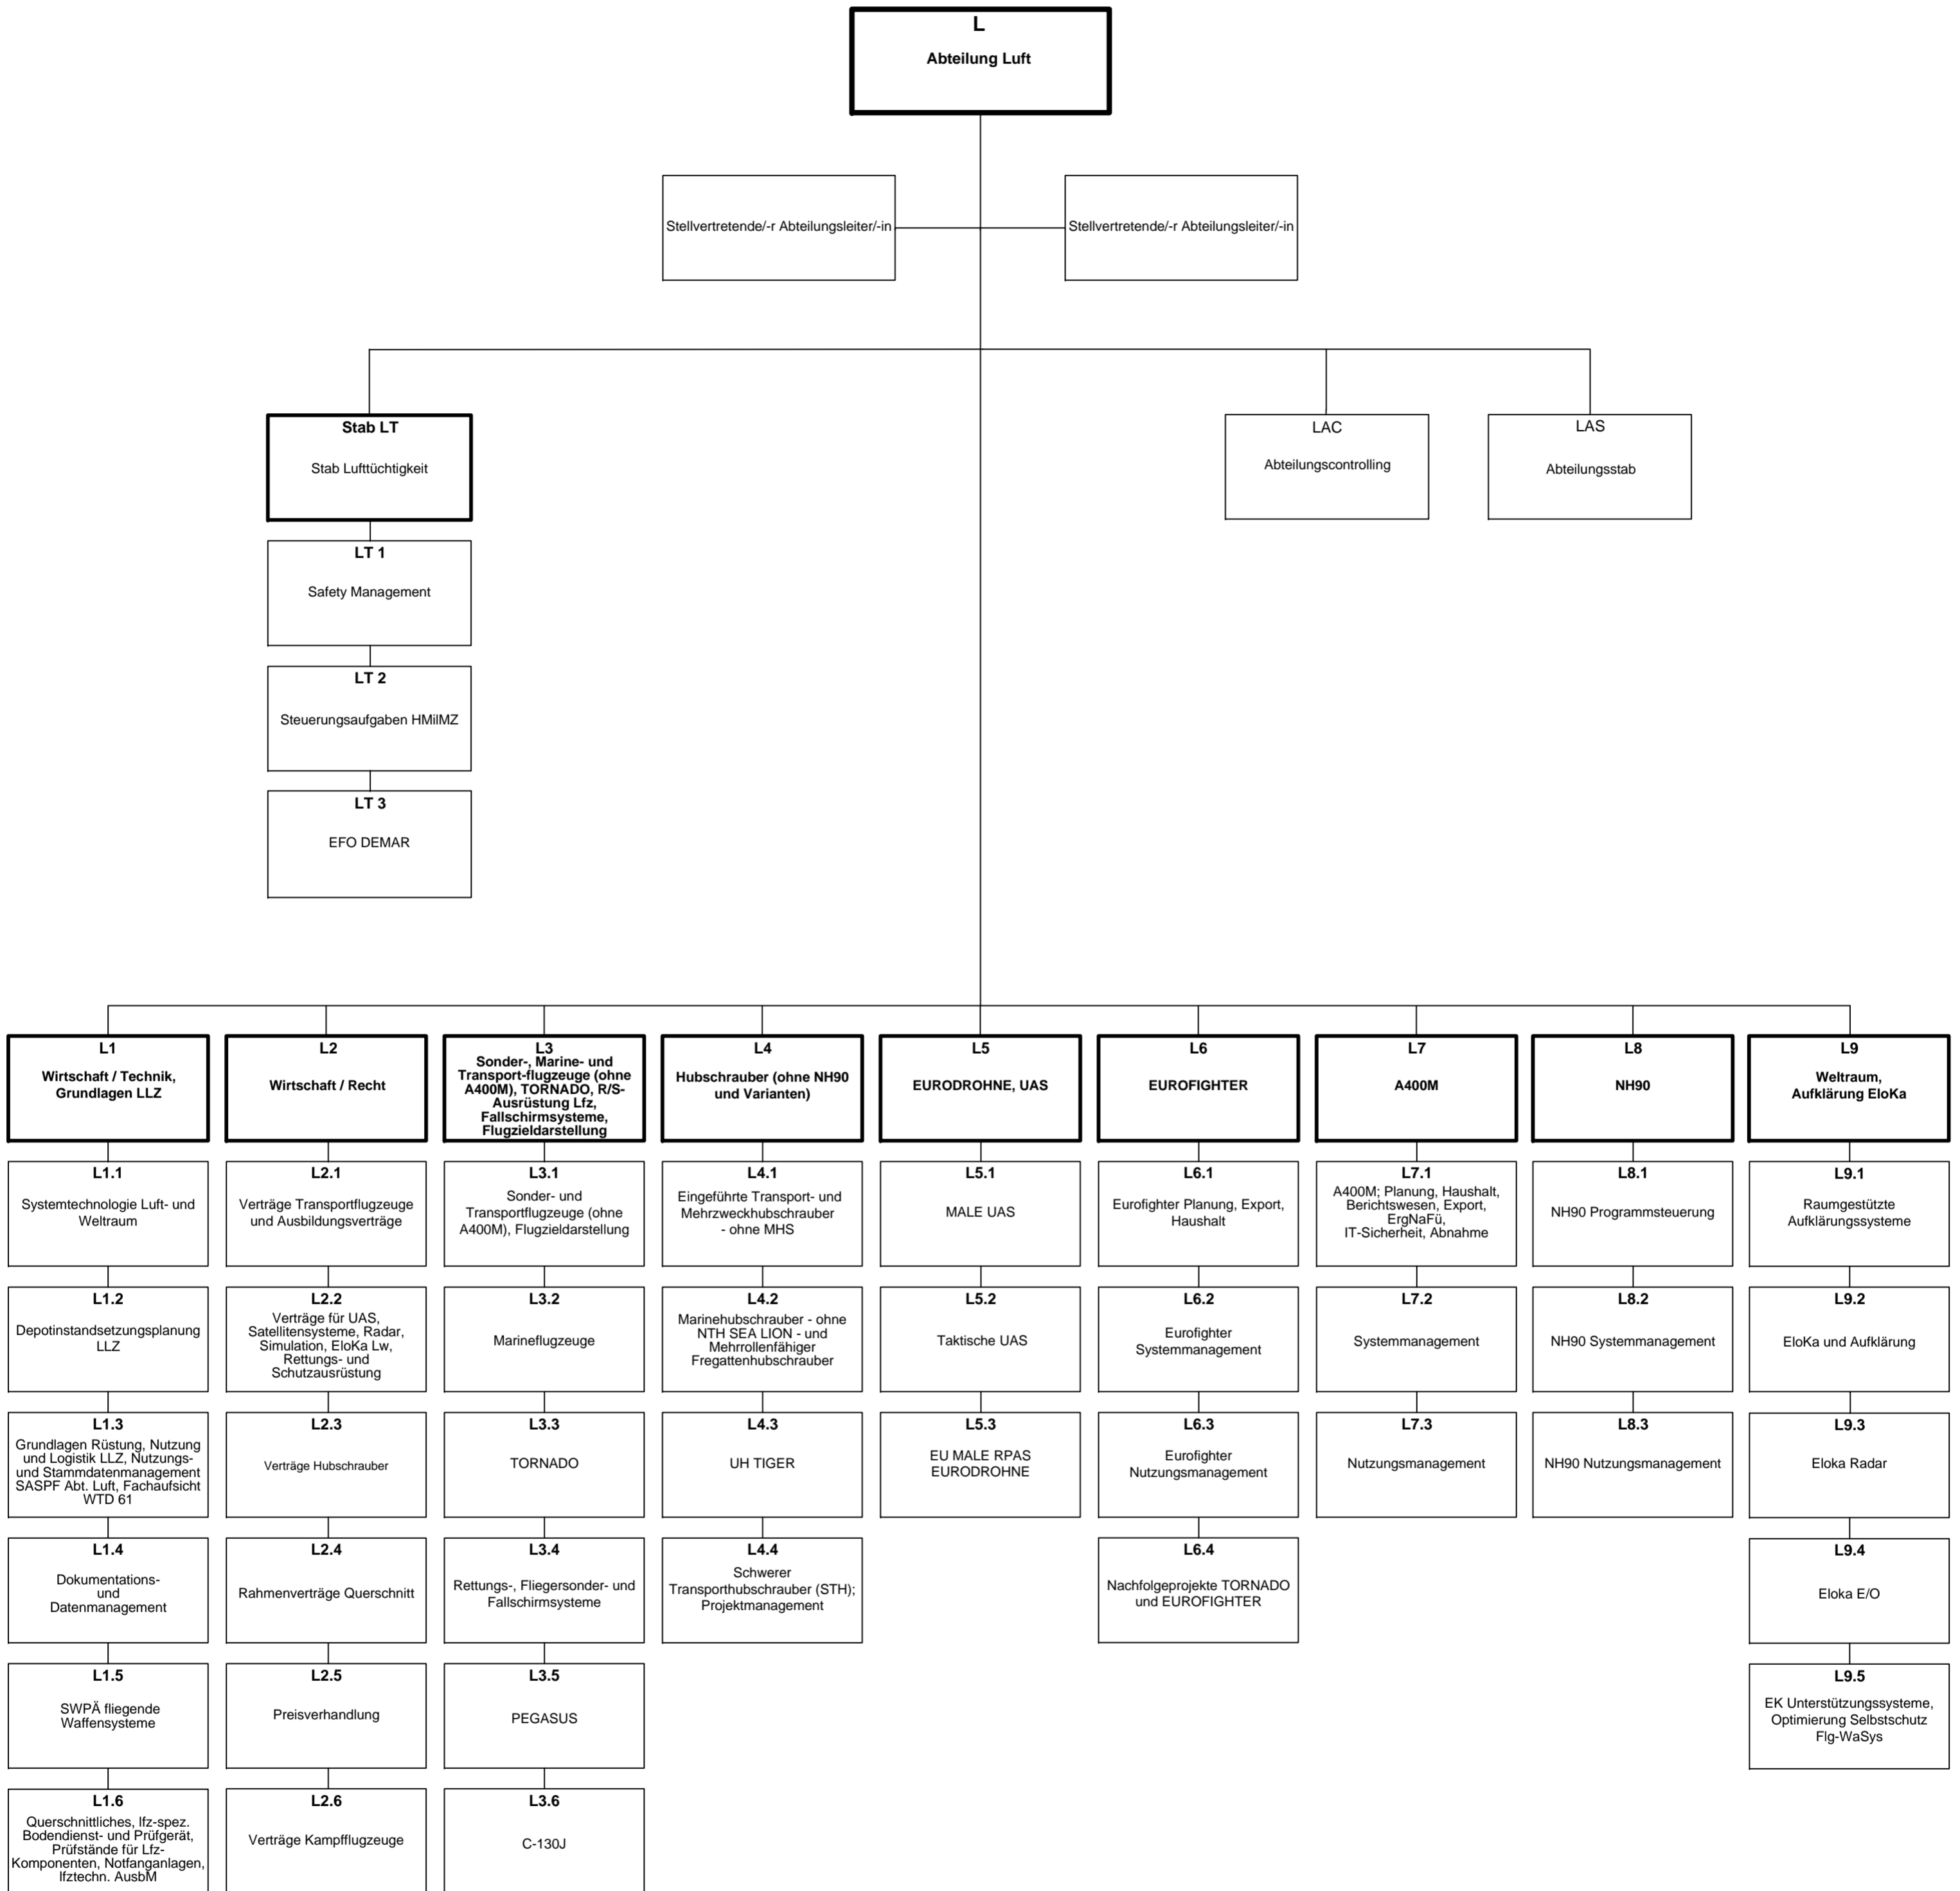 L
Abteilung Luft
Stellvertretende/-r Abteilungsleiter/-in
Stellvertretende/-r Abteilungsleiter/-in
Stab LT
Stab Lufttüchtigkeit
LAC
Abteilungscontrolling
LAS
Abteilungsstab
LT 1
Safety Management
LT 2
Steuerungsaufgaben HMilMZ
LT 3
EFO DEMAR
L1
Wirtschaft / Technik,
Grundlagen LLZ
L2
Wirtschaft / Recht
L3
Sonder-, Marine- und
Transport-flugzeuge (ohne
A400M), TORNADO, R/S-
Ausrüstung Lfz,
Fallschirmsysteme,
Flugzieldarstellung
L4
Hubschrauber (ohne NH90
und Varianten)
L5
EURODROHNE, UAS
L6
EUROFIGHTER
L7
A400M
L8
NH90
L9
Weltraum,
Aufklärung EloKa
L1.1
Systemtechnologie Luft- und
Weltraum
L2.1
Verträge Transportflugzeuge
und Ausbildungsverträge
L3.1
Sonder- und
Transportflugzeuge (ohne
A400M), Flugzieldarstellung
L4.1
Eingeführte Transport- und
Mehrzweckhubschrauber
- ohne MHS
L5.1
MALE UAS
L6.1
Eurofighter Planung, Export,
Haushalt
L7.1
A400M; Planung, Haushalt,
Berichtswesen, Export,
ErgNaFü,
IT-Sicherheit, Abnahme
L8.1
NH90 Programmsteuerung
L9.1
Raumgestützte
Aufklärungssysteme
L1.2
Depotinstandsetzungsplanung
LLZ
L2.2
Verträge für UAS,
Satellitensysteme, Radar,
Simulation, EloKa Lw,
Rettungs- und
Schutzausrüstung
L3.2
Marineflugzeuge
L4.2
Marinehubschrauber - ohne
NTH SEA LION - und
Mehrrollenfähiger
Fregattenhubschrauber
L5.2
Taktische UAS
L6.2
Eurofighter
Systemmanagement
L7.2
Systemmanagement
L8.2
NH90 Systemmanagement
L9.2
EloKa und Aufklärung
L1.3
Grundlagen Rüstung, Nutzung
und Logistik LLZ, Nutzungs-
und Stammdatenmanagement
SASPF Abt. Luft, Fachaufsicht
WTD 61
L2.3
Verträge Hubschrauber
L3.3
TORNADO
L4.3
UH TIGER
L5.3
EU MALE RPAS
EURODROHNE
L6.3
Eurofighter
Nutzungsmanagement
L7.3
Nutzungsmanagement
L8.3
NH90 Nutzungsmanagement
L9.3
Eloka Radar
L1.4
Dokumentations-
und
Datenmanagement
L2.4
Rahmenverträge Querschnitt
L3.4
Rettungs-, Fliegersonder- und
Fallschirmsysteme
L4.4
Schwerer
Transporthubschrauber (STH);
Projektmanagement
L6.4
Nachfolgeprojekte TORNADO
und EUROFIGHTER
L9.4
Eloka E/O
L1.5
SWPÄ fliegende
Waffensysteme
L2.5
Preisverhandlung
L3.5
PEGASUS
L9.5
EK Unterstützungssysteme,
Optimierung Selbstschutz
Flg-WaSys
L1.6
Querschnittliches, lfz-spez.
Bodendienst- und Prüfgerät,
Prüfstände für Lfz-
Komponenten, Notfanganlagen,
lfztechn. AusbM
L2.6
Verträge Kampfflugzeuge
L3.6
C-130J